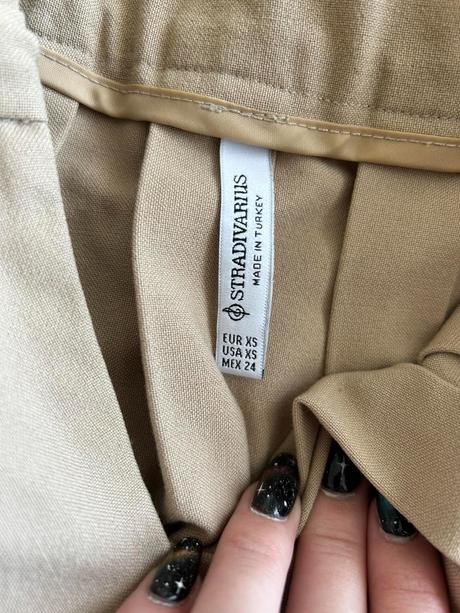 STRADIVARIUS
MADE IN TURKEY
EUR XS
USA XS
MEX 24